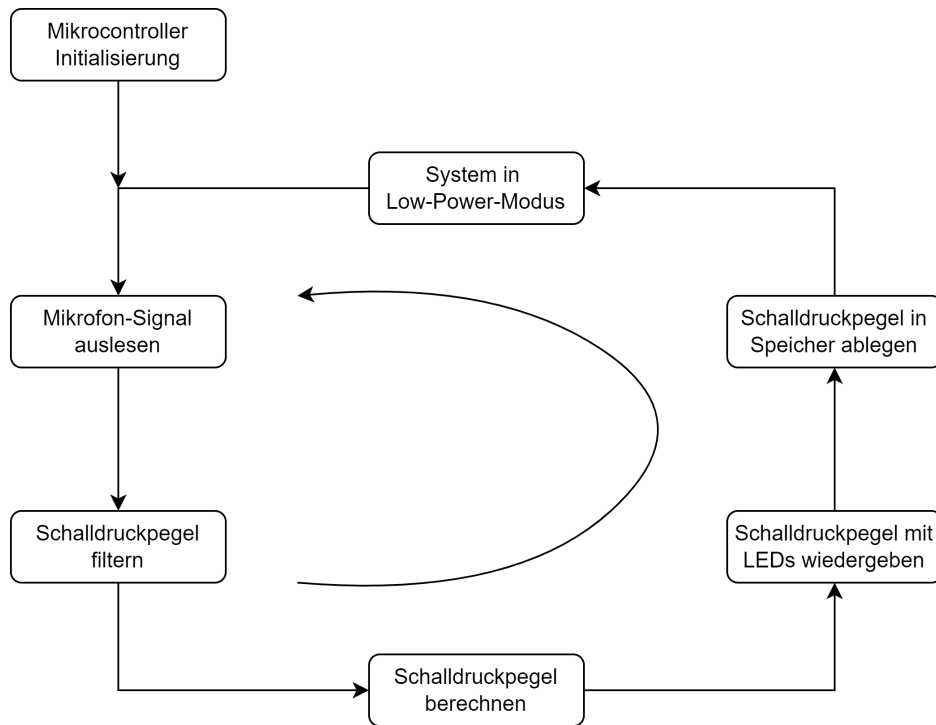 Mikrocontroller
Initialisierung
System in
Low-Power-Modus
Mikrofon-Signal
auslesen
Schalldruckpegel in
Speicher ablegen
Schalldruckpegel
filtern
Schalldruckpegel mit
LEDs wiedergeben
Schalldruckpegel
berechnen